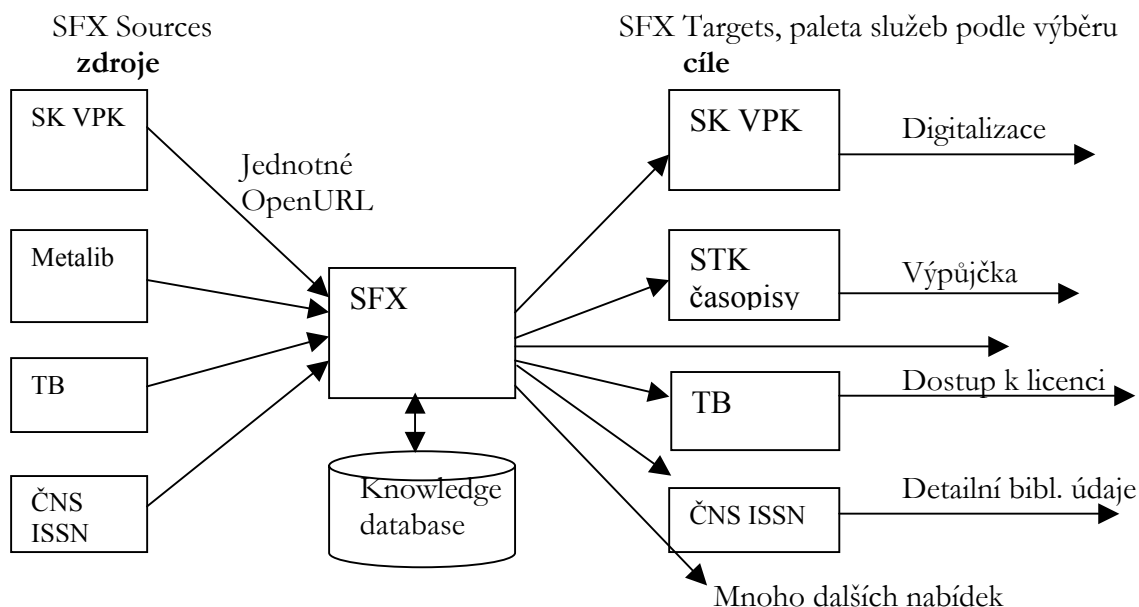 SFX Sources
zdroje
SFX Targets, paleta služeb podle výběru
cíle
SK VPK
Metalib
TB
ČNS
ISSN
Jednotné
OpenURL
SFX
Knowledge
database
SK VPK
Digitalizace
STK
časopisy
Výpůjčka
TB
Dostup k licenci
ČNS ISSN
Detailní bibl. údaje
Mnoho dalších nabídek